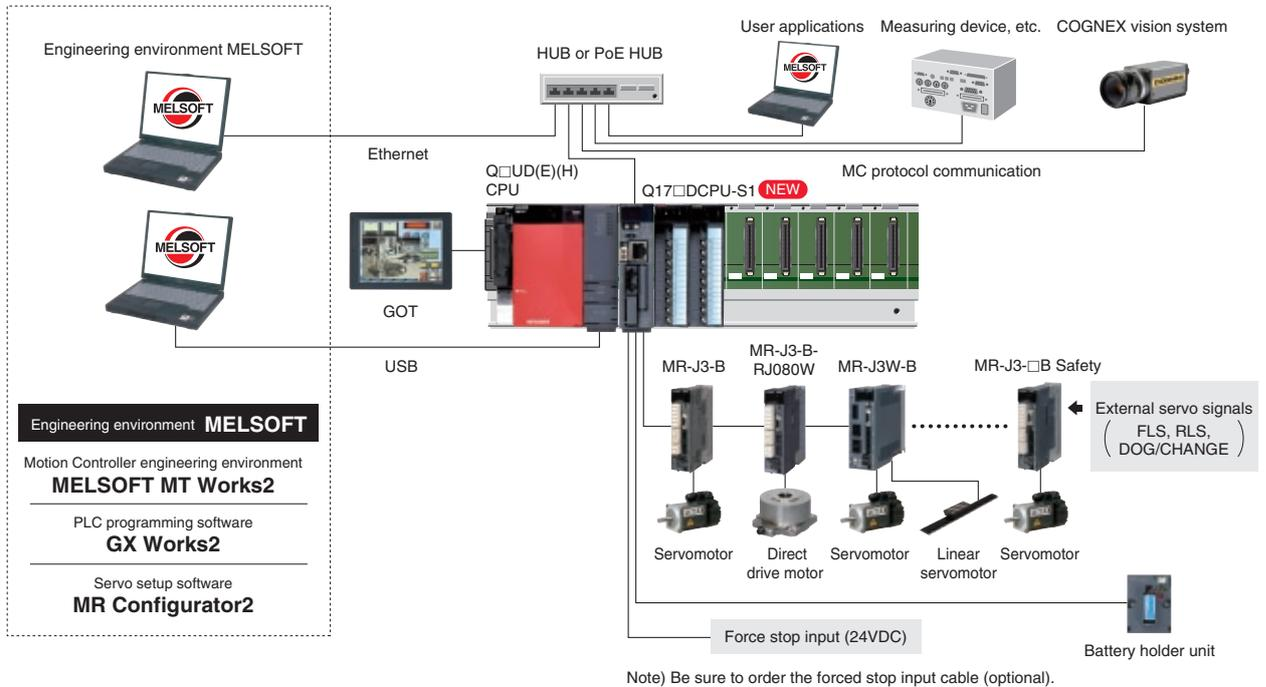 Engineering environment MELSOFT
MELSOFT
MELSOFT
HUB or PoE HUB
User applications
MELSOFT
Measuring device, etc.
COGNEX vision system
Ethernet
MC protocol communication
Q□UD(E)(H)
CPU
Q17□DCPU-S1 NEW
GOT
USB
MR-J3-B
MR-J3-B-
RJ080W
MR-J3W-B
MR-J3-□B Safety
External servo signals
( FLS, RLS,
DOG/CHANGE )
Servomotor
Direct
drive motor
Servomotor
Linear
servomotor
Servomotor
Engineering environment MELSOFT
Motion Controller engineering environment
MELSOFT MT Works2
PLC programming software
GX Works2
Servo setup software
MR Configurator2
Force stop input (24VDC)
Battery holder unit
Note) Be sure to order the forced stop input cable (optional).